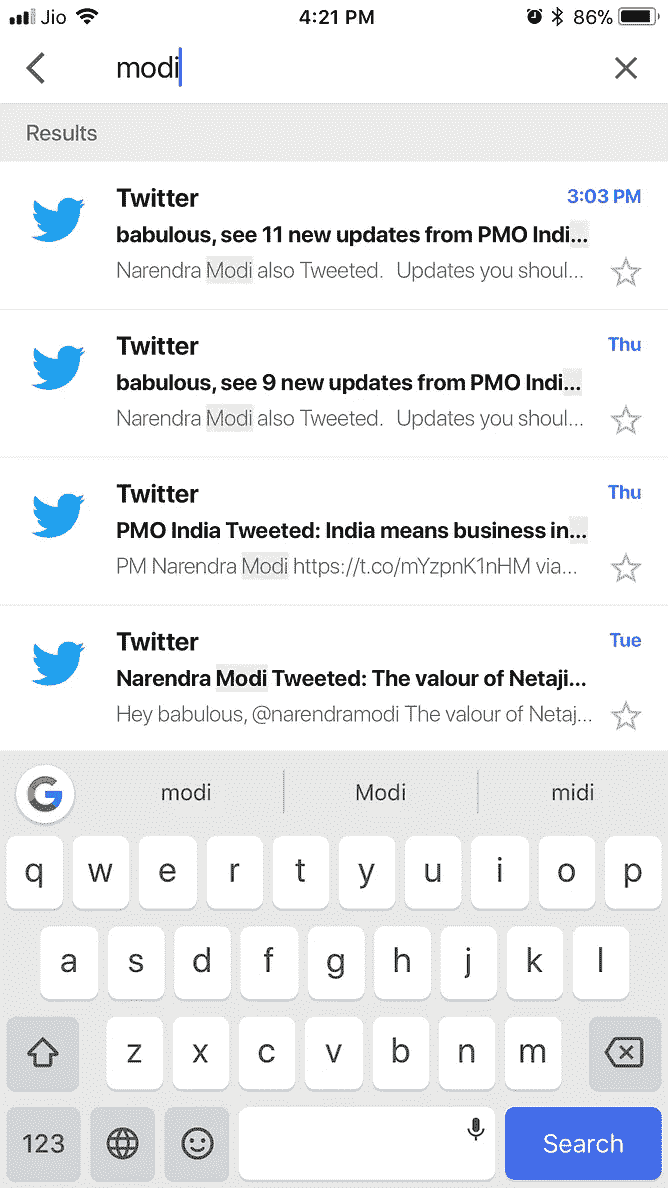 Jio 4:21 PM 86%
modi
Results
Twitter 3:03 PM
babulous, see 11 new updates from PMO Indi...
Narendra Modi also Tweeted. Updates you shoul...
Twitter Thu
babulous, see 9 new updates from PMO Indi...
Narendra Modi also Tweeted. Updates you shoul...
Twitter Thu
PMO India Tweeted: India means business in...
PM Narendra Modi https://t.co/mYzpnK1nHM via...
Twitter Tue
Narendra Modi Tweeted: The valour of Netaji...
Hey babulous, @narendramodi The valour of Netaj...
G modi Modi midi
q w e r t y u i o p
a s d f g h j k l
z x c v b n m
123 Search